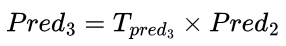 Pred₃ = T_pred₃ × Pred₂